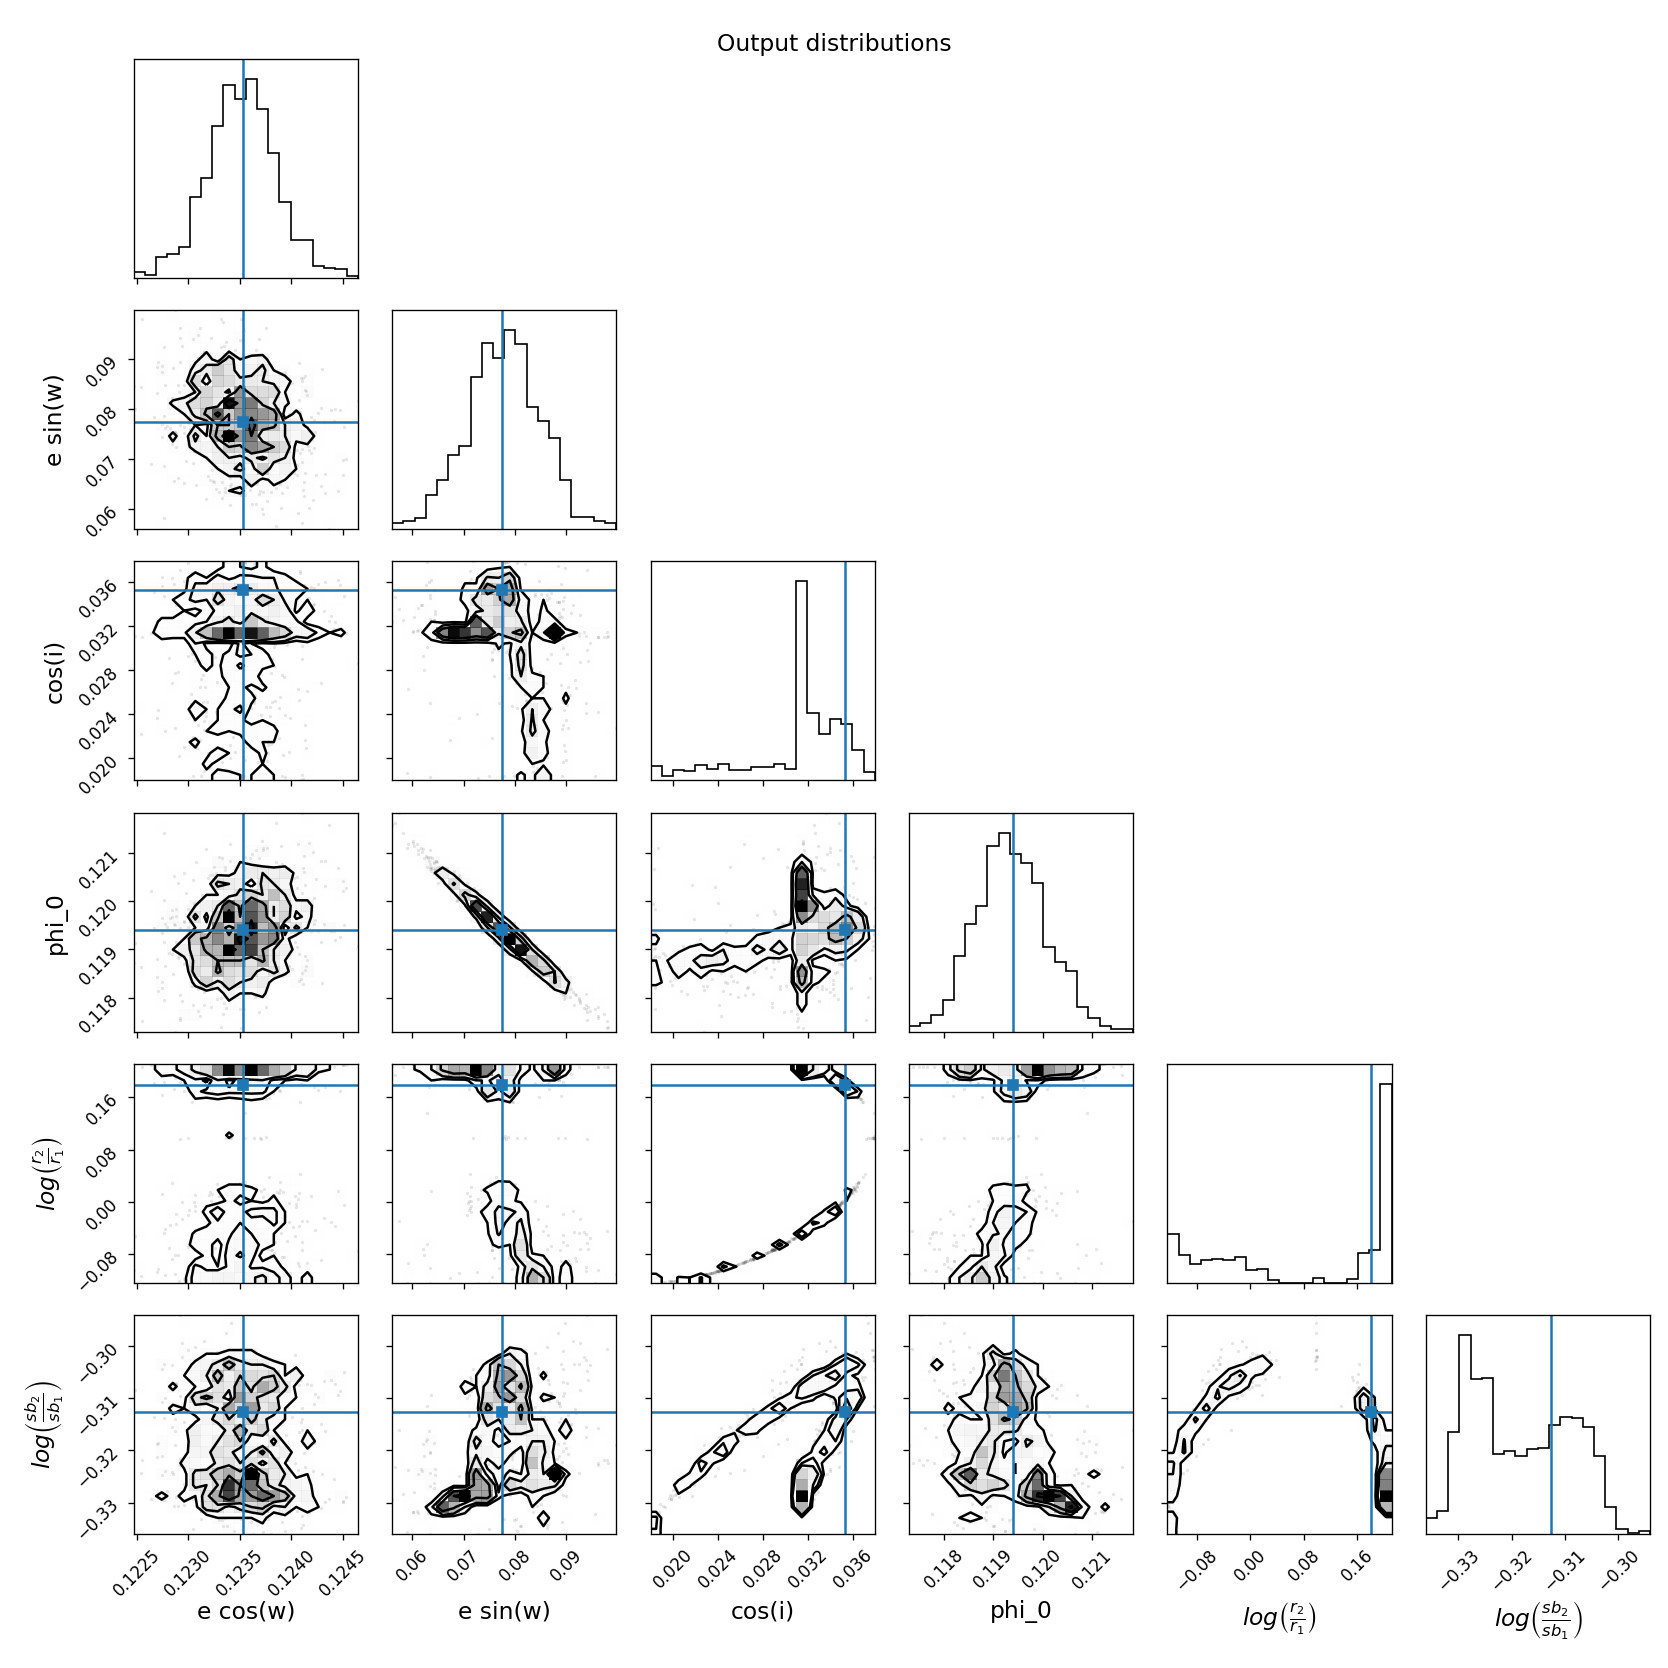 Output distributions
e sin(w)
0.09
0.08
0.07
0.06
cos(i)
0.036
0.032
0.028
0.024
0.020
phi_0
0.121
0.120
0.119
0.118
log(r₂/r₁)
0.16
0.08
0.00
−0.08
log(sb₂/sb₁)
−0.30
−0.31
−0.32
−0.33
0.1225 0.1230 0.1235 0.1240 0.1245 0.06 0.07 0.08 0.09 0.020 0.024 0.028 0.032 0.036 0.118 0.119 0.120 0.121 −0.08 0.00 0.08 0.16 −0.33 −0.32 −0.31 −0.30
e cos(w) e sin(w) cos(i) phi_0 log(r₂/r₁) log(sb₂/sb₁)